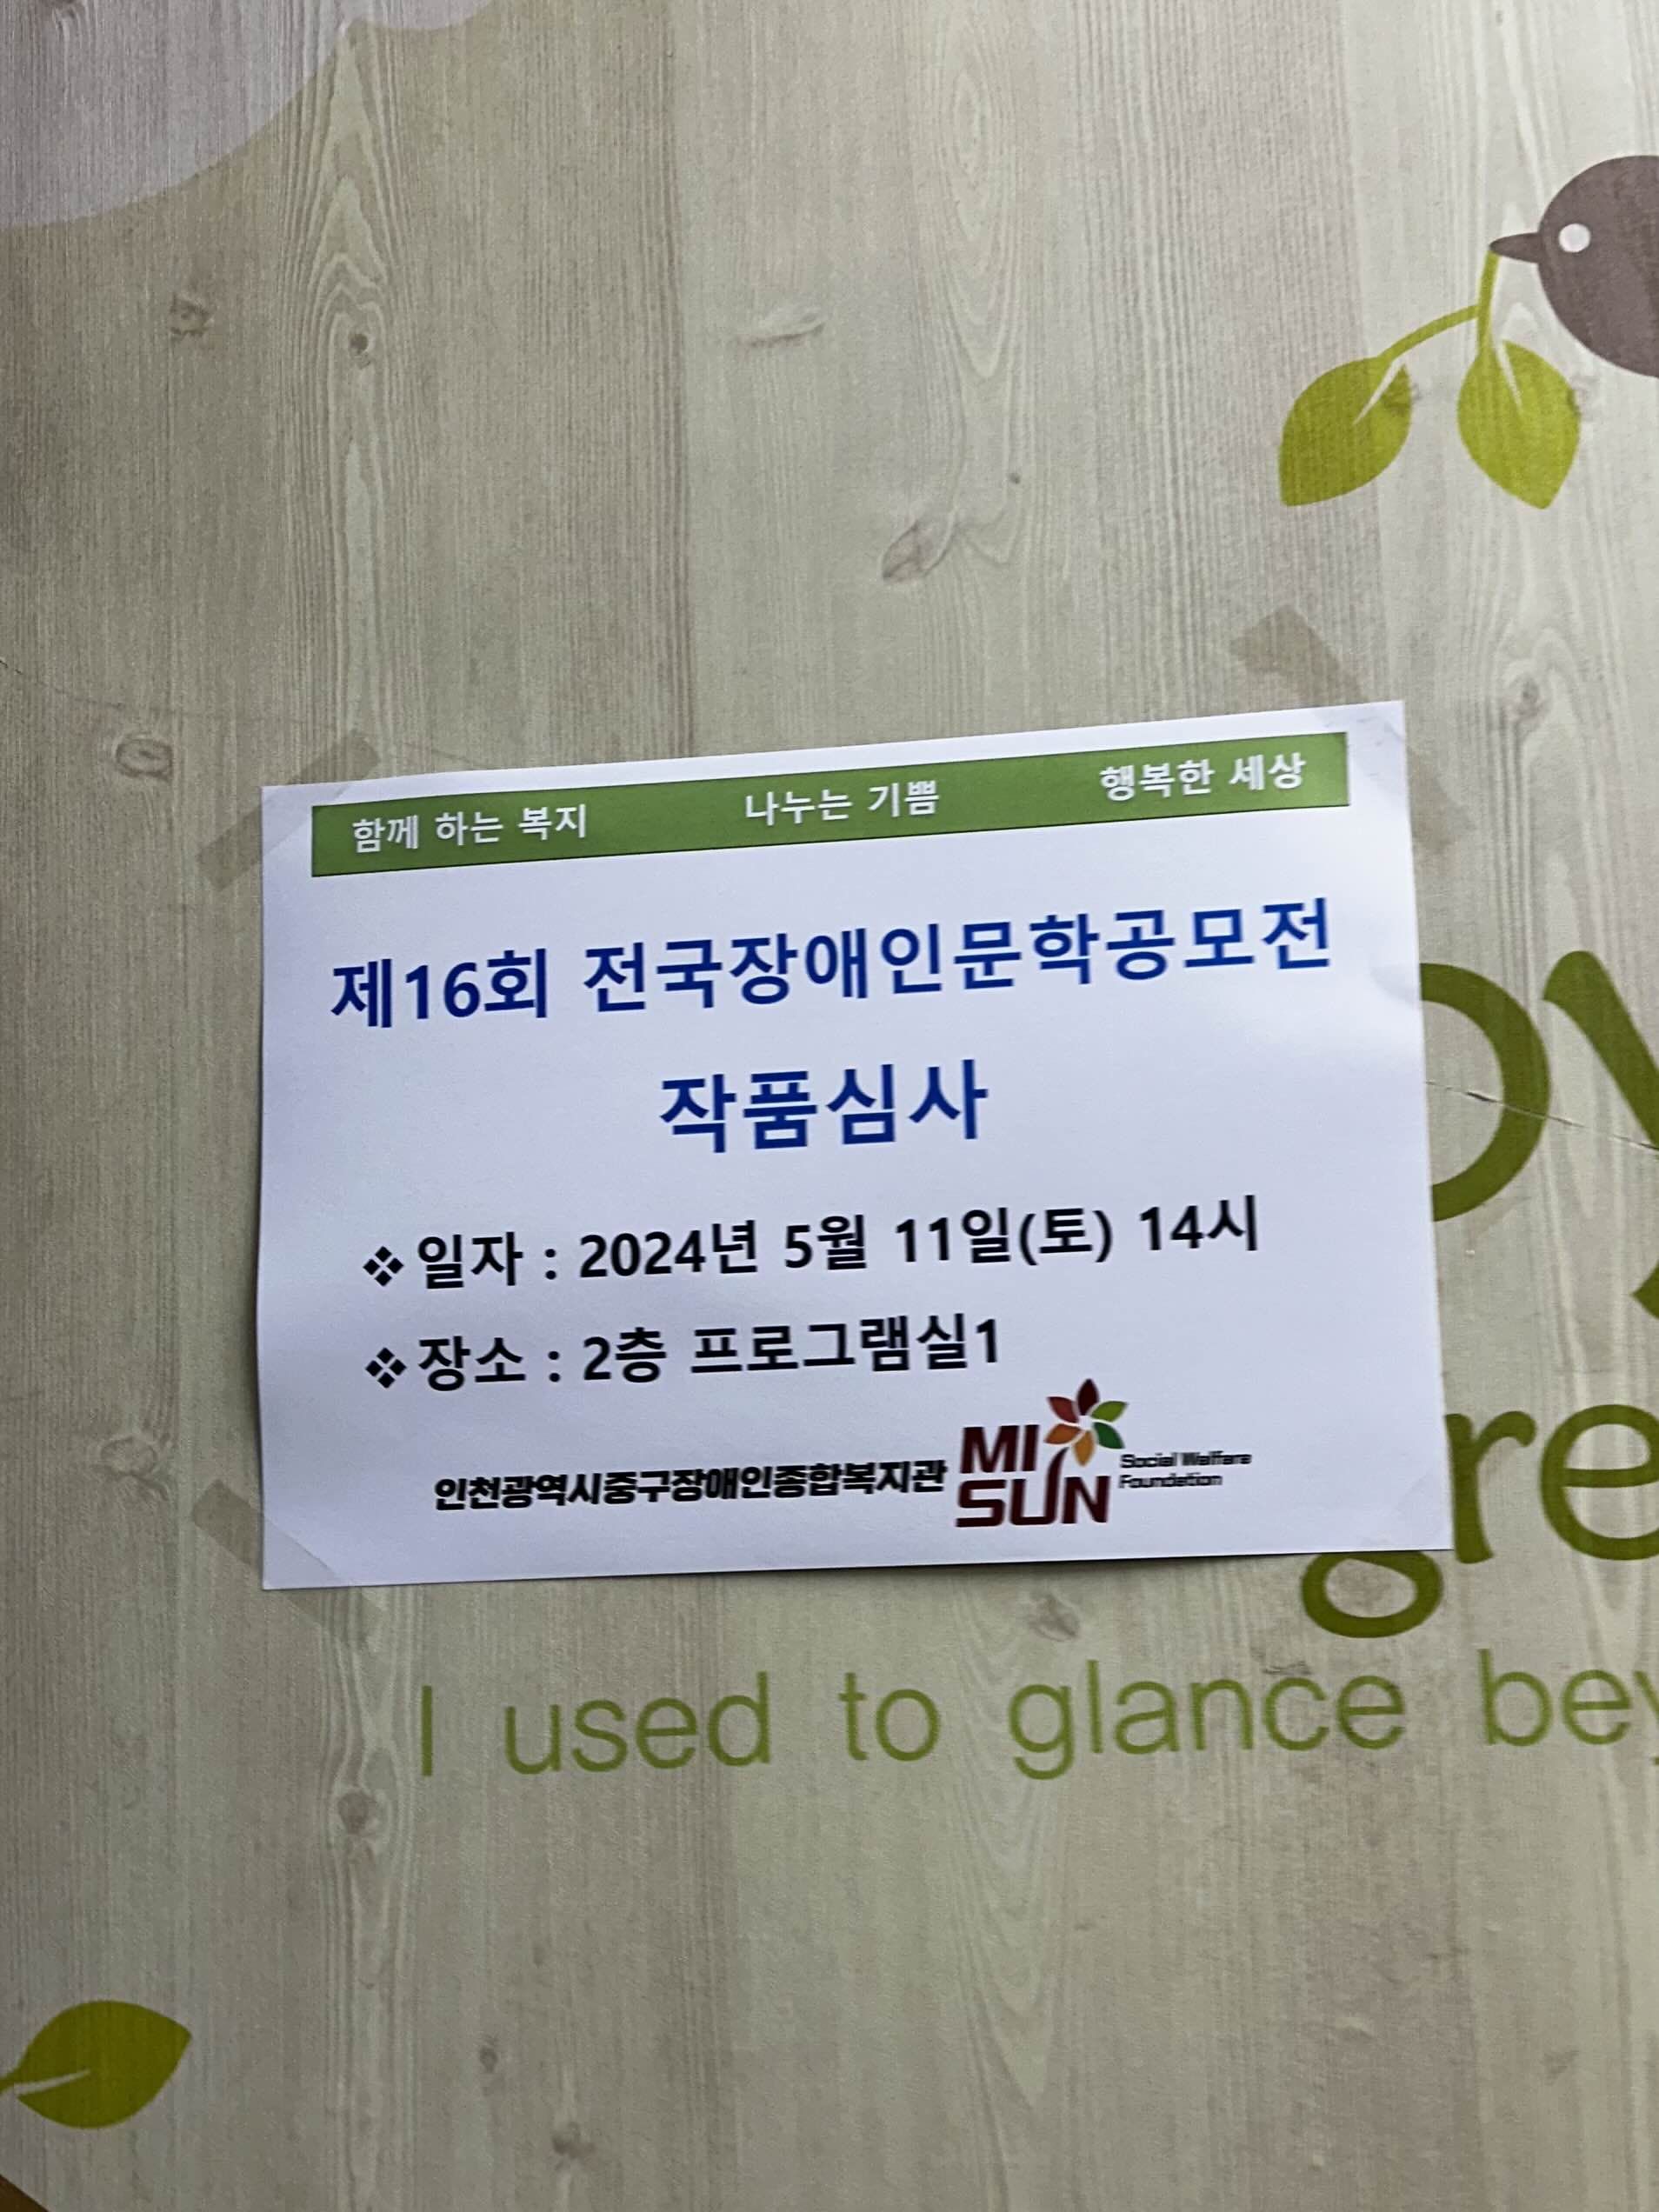 함께 하는 복지 나누는 기쁨 행복한 세상
제16회 전국장애인문학공모전
작품심사
❖ 일자 : 2024년 5월 11일(토) 14시
❖ 장소 : 2층 프로그램실1
인천광역시중구장애인종합복지관
MI
SUN
Social Welfare
Foundation
I used to glance